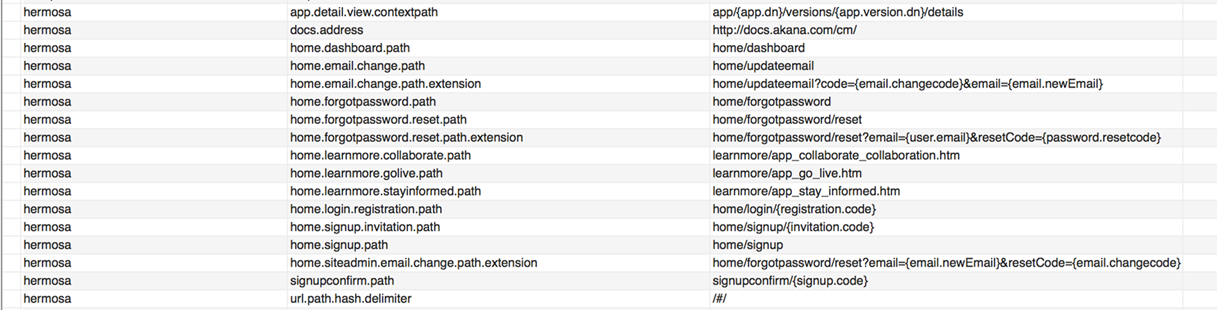 hermosa app.detail.view.contextpath app/{app.dn}/versions/{app.version.dn}/details
hermosa docs.address http://docs.akana.com/cm/
hermosa home.dashboard.path home/dashboard
hermosa home.email.change.path home/updateemail
hermosa home.email.change.path.extension home/updateemail?code={email.changecode}&email={email.newEmail}
hermosa home.forgotpassword.path home/forgotpassword
hermosa home.forgotpassword.reset.path home/forgotpassword/reset
hermosa home.forgotpassword.reset.path.extension home/forgotpassword/reset?email={user.email}&resetCode={password.resetcode}
hermosa home.learnmore.collaborate.path learnmore/app_collaborate_collaboration.htm
hermosa home.learnmore.golive.path learnmore/app_go_live.htm
hermosa home.learnmore.stayinformed.path learnmore/app_stay_informed.htm
hermosa home.login.registration.path home/login/{registration.code}
hermosa home.signup.invitation.path home/signup/{invitation.code}
hermosa home.signup.path home/signup
hermosa home.siteadmin.email.change.path.extension home/forgotpassword/reset?email={email.newEmail}&resetCode={email.changecode}
hermosa signupconfirm.path signupconfirm/{signup.code}
hermosa url.path.hash.delimiter /#/